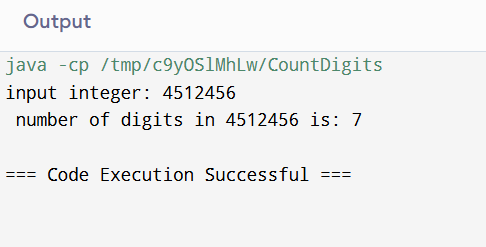 Output
java -cp /tmp/c9yOSlMhLw/CountDigits
input integer: 4512456
 number of digits in 4512456 is: 7
=== Code Execution Successful ===